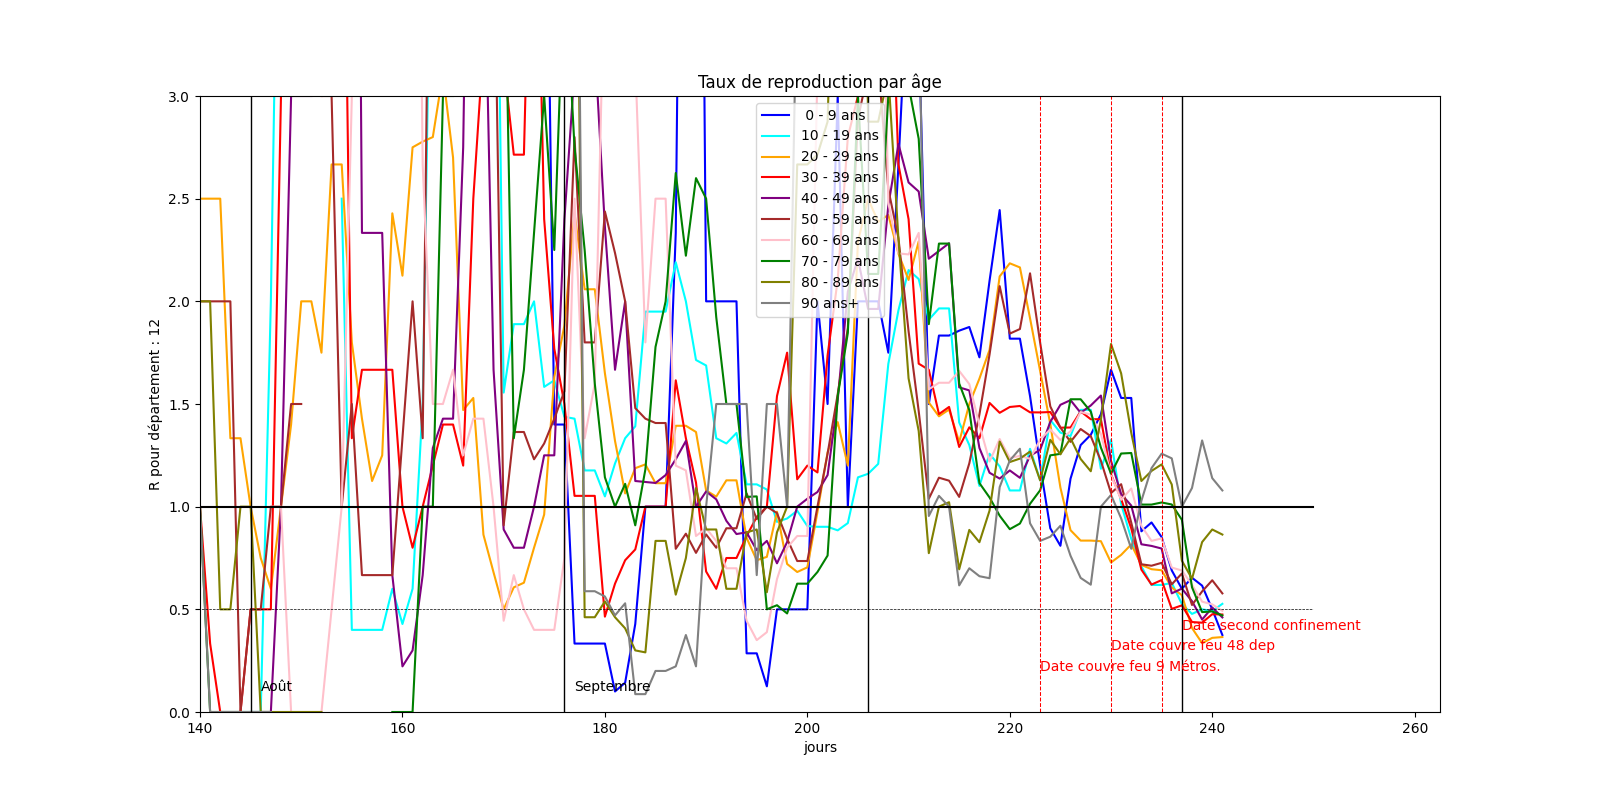 Taux de reproduction par âge
R pour département : 12
3.0
2.5
2.0
1.5
1.0
0.5
0.0
0 - 9 ans
10 - 19 ans
20 - 29 ans
30 - 39 ans
40 - 49 ans
50 - 59 ans
60 - 69 ans
70 - 79 ans
80 - 89 ans
90 ans+
Date second confinement
Date couvre feu 48 dep
Date couvre feu 9 Métros.
Août
Septembre
140
160
180
200
220
240
260
jours